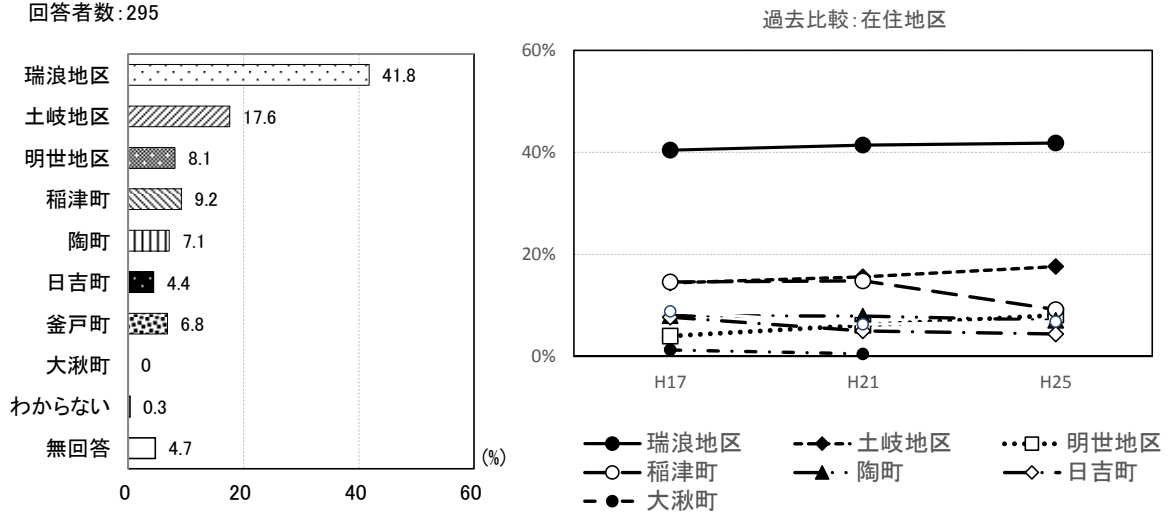 回答者数:295
瑞浪地区 41.8
土岐地区 17.6
明世地区 8.1
稲津町 9.2
陶町 7.1
日吉町 4.4
釜戸町 6.8
大湫町 0
わからない 0.3
無回答 4.7
(%)
0 20 40 60
過去比較:在住地区
60%
40%
20%
0%
H17 H21 H25
瑞浪地区 土岐地区 明世地区
稲津町 陶町 日吉町
大湫町